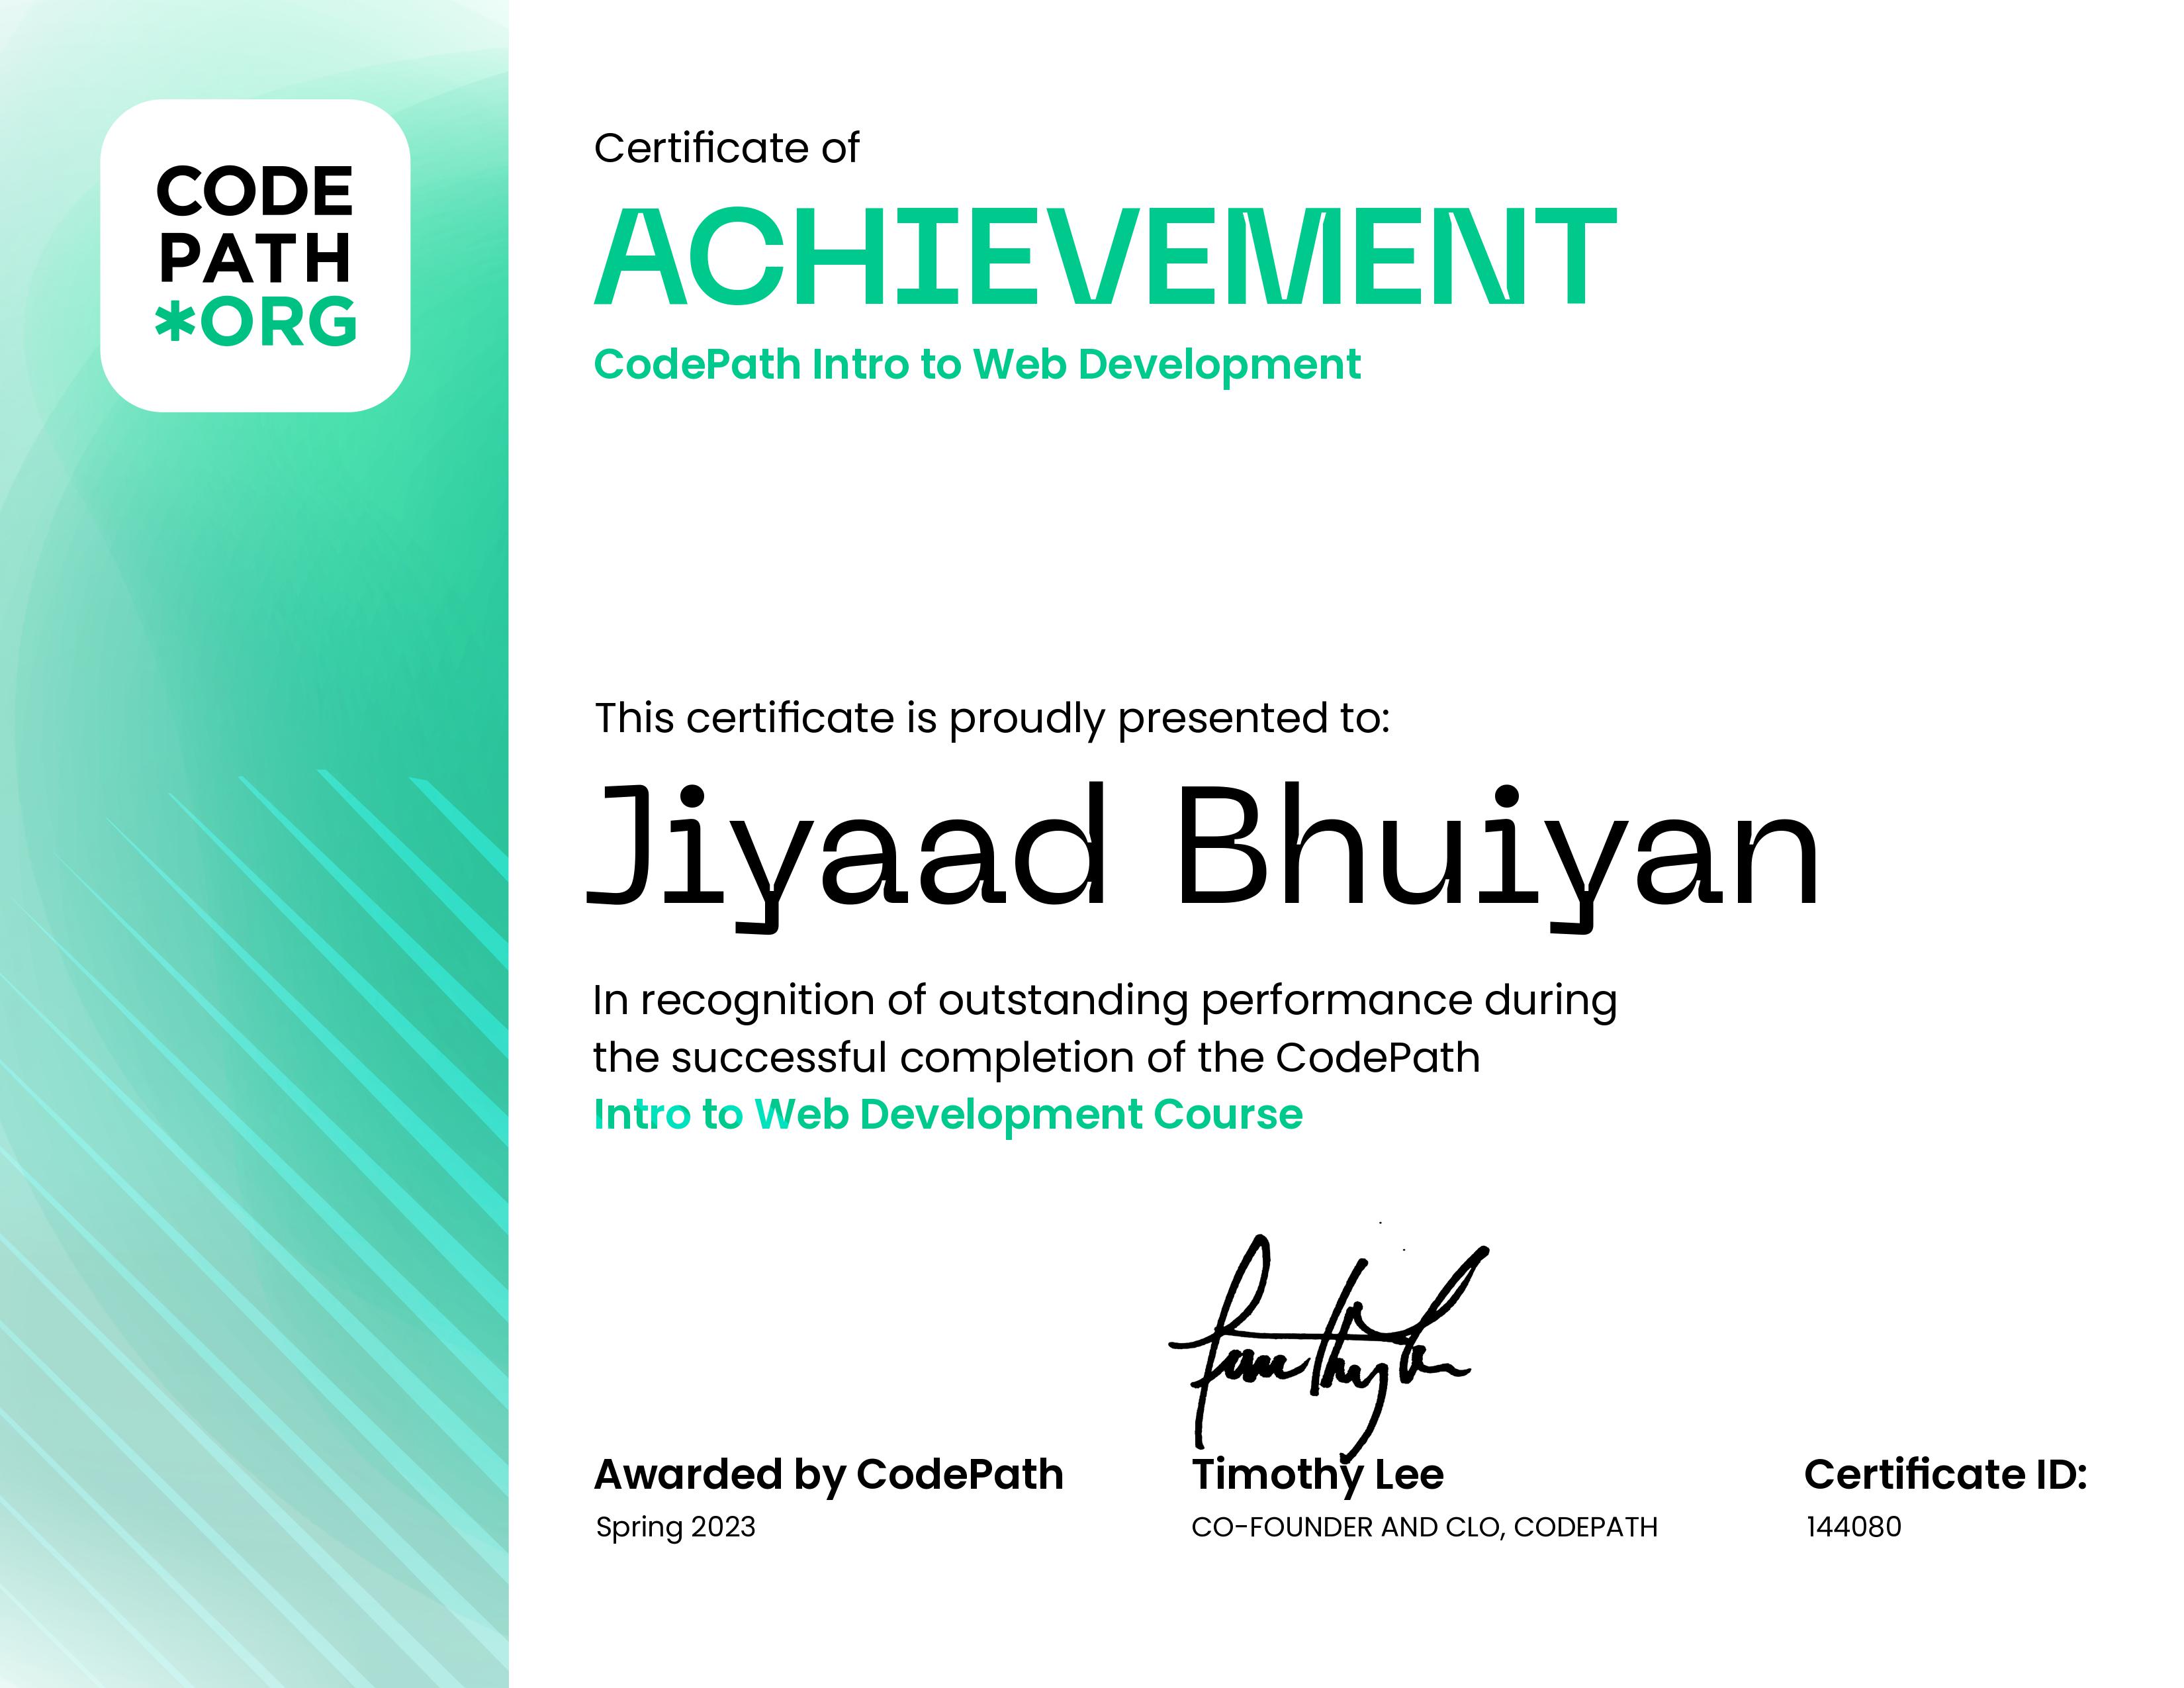 CODE
PATH
*ORG
Certificate of
ACHIEVEMENT
CodePath Intro to Web Development
This certificate is proudly presented to:
Jiyaad Bhuiyan
In recognition of outstanding performance during
the successful completion of the CodePath
Intro to Web Development Course
Awarded by CodePath
Spring 2023
Timothy Lee
CO-FOUNDER AND CLO, CODEPATH
Certificate ID:
144080